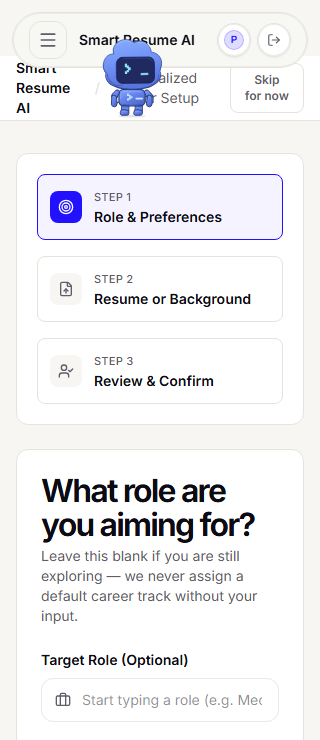 Smart Resume AI
P
Smart
Resume
AI
/
Setup
Skip
for now
STEP 1
Role & Preferences
STEP 2
Resume or Background
STEP 3
Review & Confirm
What role are
you aiming for?
Leave this blank if you are still
exploring — we never assign a
default career track without your
input.
Target Role (Optional)
Start typing a role (e.g.